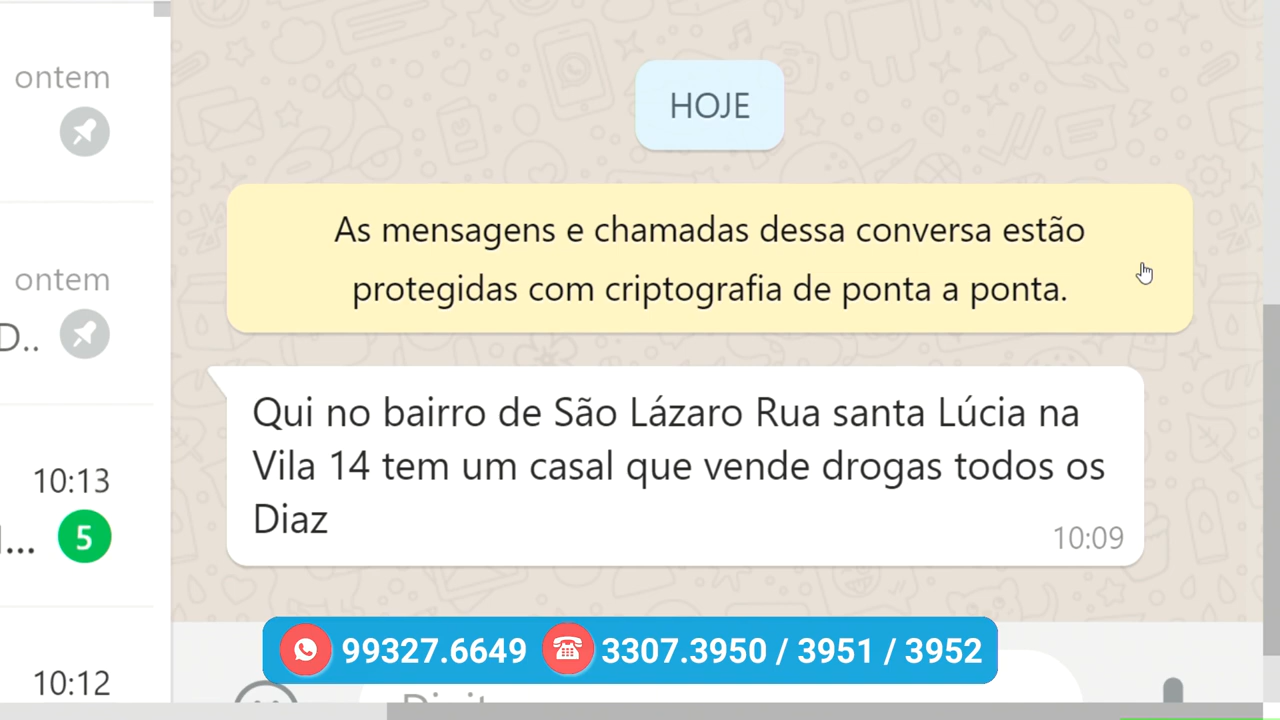 ontem
HOJE
As mensagens e chamadas dessa conversa estão
protegidas com criptografia de ponta a ponta.
ontem
D..
Qui no bairro de São Lázaro Rua santa Lúcia na
Vila 14 tem um casal que vende drogas todos os
Diaz
10:09
10:13
5
99327.6649 3307.3950 / 3951 / 3952
10:12